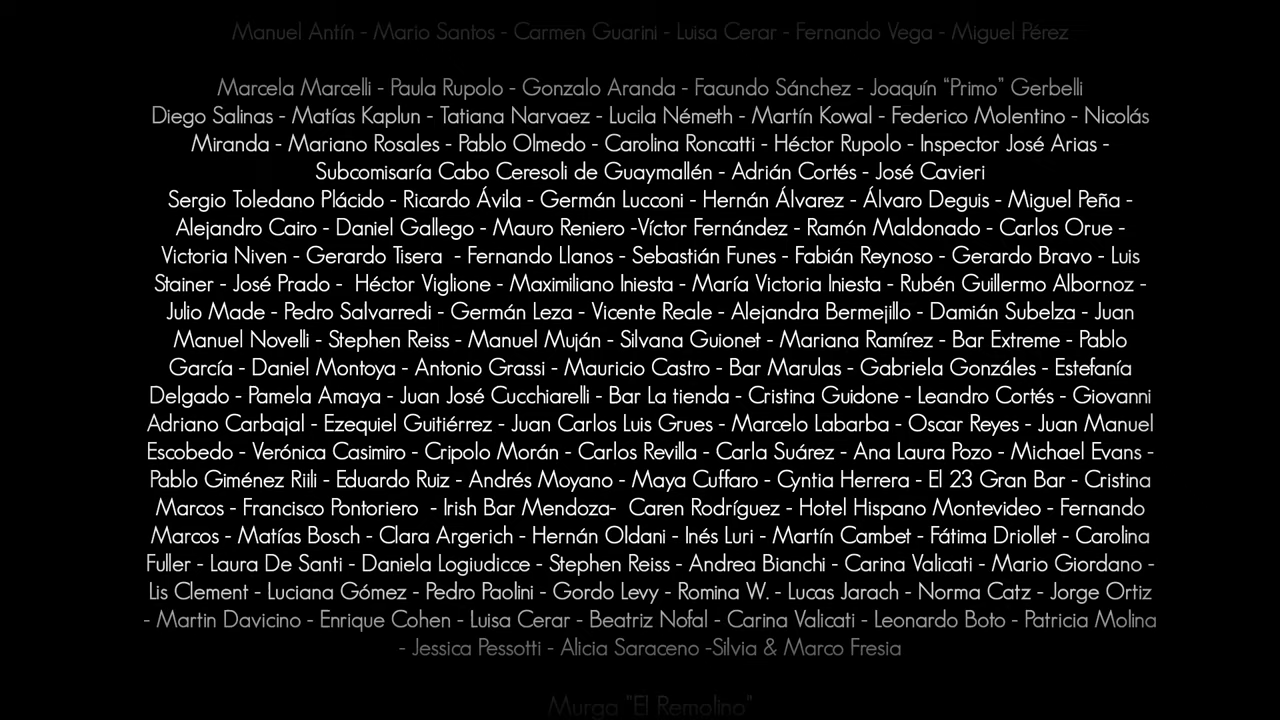 Manuel Antín - Mario Santos - Carmen Guarini - Luisa Cerar - Fernando Vega - Miguel Pérez
Marcela Marcelli - Paula Rupolo - Gonzalo Aranda - Facundo Sánchez - Joaquín “Primo” Gerbelli
Diego Salinas - Matías Kaplun - Tatiana Narvaez - Lucila Németh - Martín Kowal - Federico Molentino - Nicolás
Miranda - Mariano Rosales - Pablo Olmedo - Carolina Roncatti - Héctor Rupolo - Inspector José Arias -
Subcomisaría Cabo Ceresoli de Guaymallén - Adrián Cortés - José Cavieri
Sergio Toledano Plácido - Ricardo Ávila - Germán Lucconi - Hernán Álvarez - Álvaro Deguis - Miguel Peña -
Alejandro Cairo - Daniel Gallego - Mauro Reniero -Víctor Fernández - Ramón Maldonado - Carlos Orue -
Victoria Niven - Gerardo Tisera  - Fernando Llanos - Sebastián Funes - Fabián Reynoso - Gerardo Bravo - Luis
Stainer - José Prado -  Héctor Viglione - Maximiliano Iniesta - María Victoria Iniesta - Rubén Guillermo Albornoz -
Julio Made - Pedro Salvarredi - Germán Leza - Vicente Reale - Alejandra Bermejillo - Damián Subelza - Juan
Manuel Novelli - Stephen Reiss - Manuel Muján - Silvana Guionet - Mariana Ramírez - Bar Extreme - Pablo
García - Daniel Montoya - Antonio Grassi - Mauricio Castro - Bar Marulas - Gabriela Gonzáles - Estefanía
Delgado - Pamela Amaya - Juan José Cucchiarelli - Bar La tienda - Cristina Guidone - Leandro Cortés - Giovanni
Adriano Carbajal - Ezequiel Guitiérrez - Juan Carlos Luis Grues - Marcelo Labarba - Oscar Reyes - Juan Manuel
Escobedo - Verónica Casimiro - Cripolo Morán - Carlos Revilla - Carla Suárez - Ana Laura Pozo - Michael Evans -
Pablo Giménez Riili - Eduardo Ruiz - Andrés Moyano - Maya Cuffaro - Cyntia Herrera - El 23 Gran Bar - Cristina
Marcos - Francisco Pontoriero  - Irish Bar Mendoza-  Caren Rodríguez - Hotel Hispano Montevideo - Fernando
Marcos - Matías Bosch - Clara Argerich - Hernán Oldani - Inés Luri - Martín Cambet - Fátima Driollet - Carolina
Fuller - Laura De Santi - Daniela Logiudicce - Stephen Reiss - Andrea Bianchi - Carina Valicati - Mario Giordano -
Lis Clement - Luciana Gómez - Pedro Paolini - Gordo Levy - Romina W. - Lucas Jarach - Norma Catz - Jorge Ortiz
- Martin Davicino - Enrique Cohen - Luisa Cerar - Beatriz Nofal - Carina Valicati - Leonardo Boto - Patricia Molina
- Jessica Pessotti - Alicia Saraceno -Silvia & Marco Fresia
Murga "El Remolino"